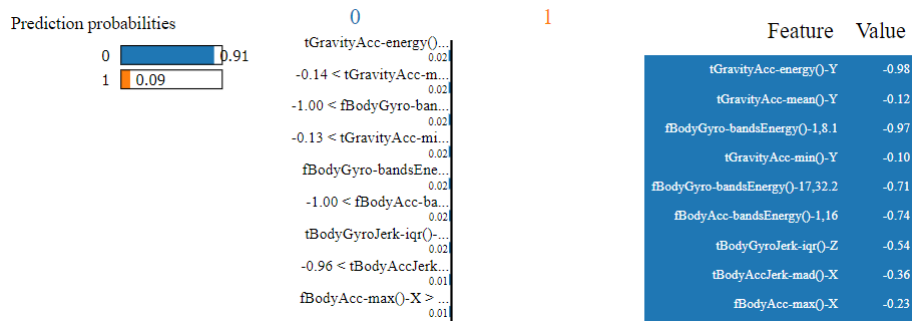 Prediction probabilities
0 0.91
1 0.09
0 1
tGravityAcc-energy()...
0.02
-0.14 < tGravityAcc-m...
0.02
-1.00 < fBodyGyro-ban...
0.02
-0.13 < tGravityAcc-mi...
0.02
fBodyGyro-bandsEne...
0.02
-1.00 < fBodyAcc-ba...
0.02
tBodyGyroJerk-iqr()-...
0.02
-0.96 < tBodyAccJerk...
0.01
fBodyAcc-max()-X > ...
0.01
Feature Value
tGravityAcc-energy()-Y -0.98
tGravityAcc-mean()-Y -0.12
fBodyGyro-bandsEnergy()-1,8.1 -0.97
tGravityAcc-min()-Y -0.10
fBodyGyro-bandsEnergy()-17,32.2 -0.71
fBodyAcc-bandsEnergy()-1,16 -0.74
tBodyGyroJerk-iqr()-Z -0.54
tBodyAccJerk-mad()-X -0.36
fBodyAcc-max()-X -0.23